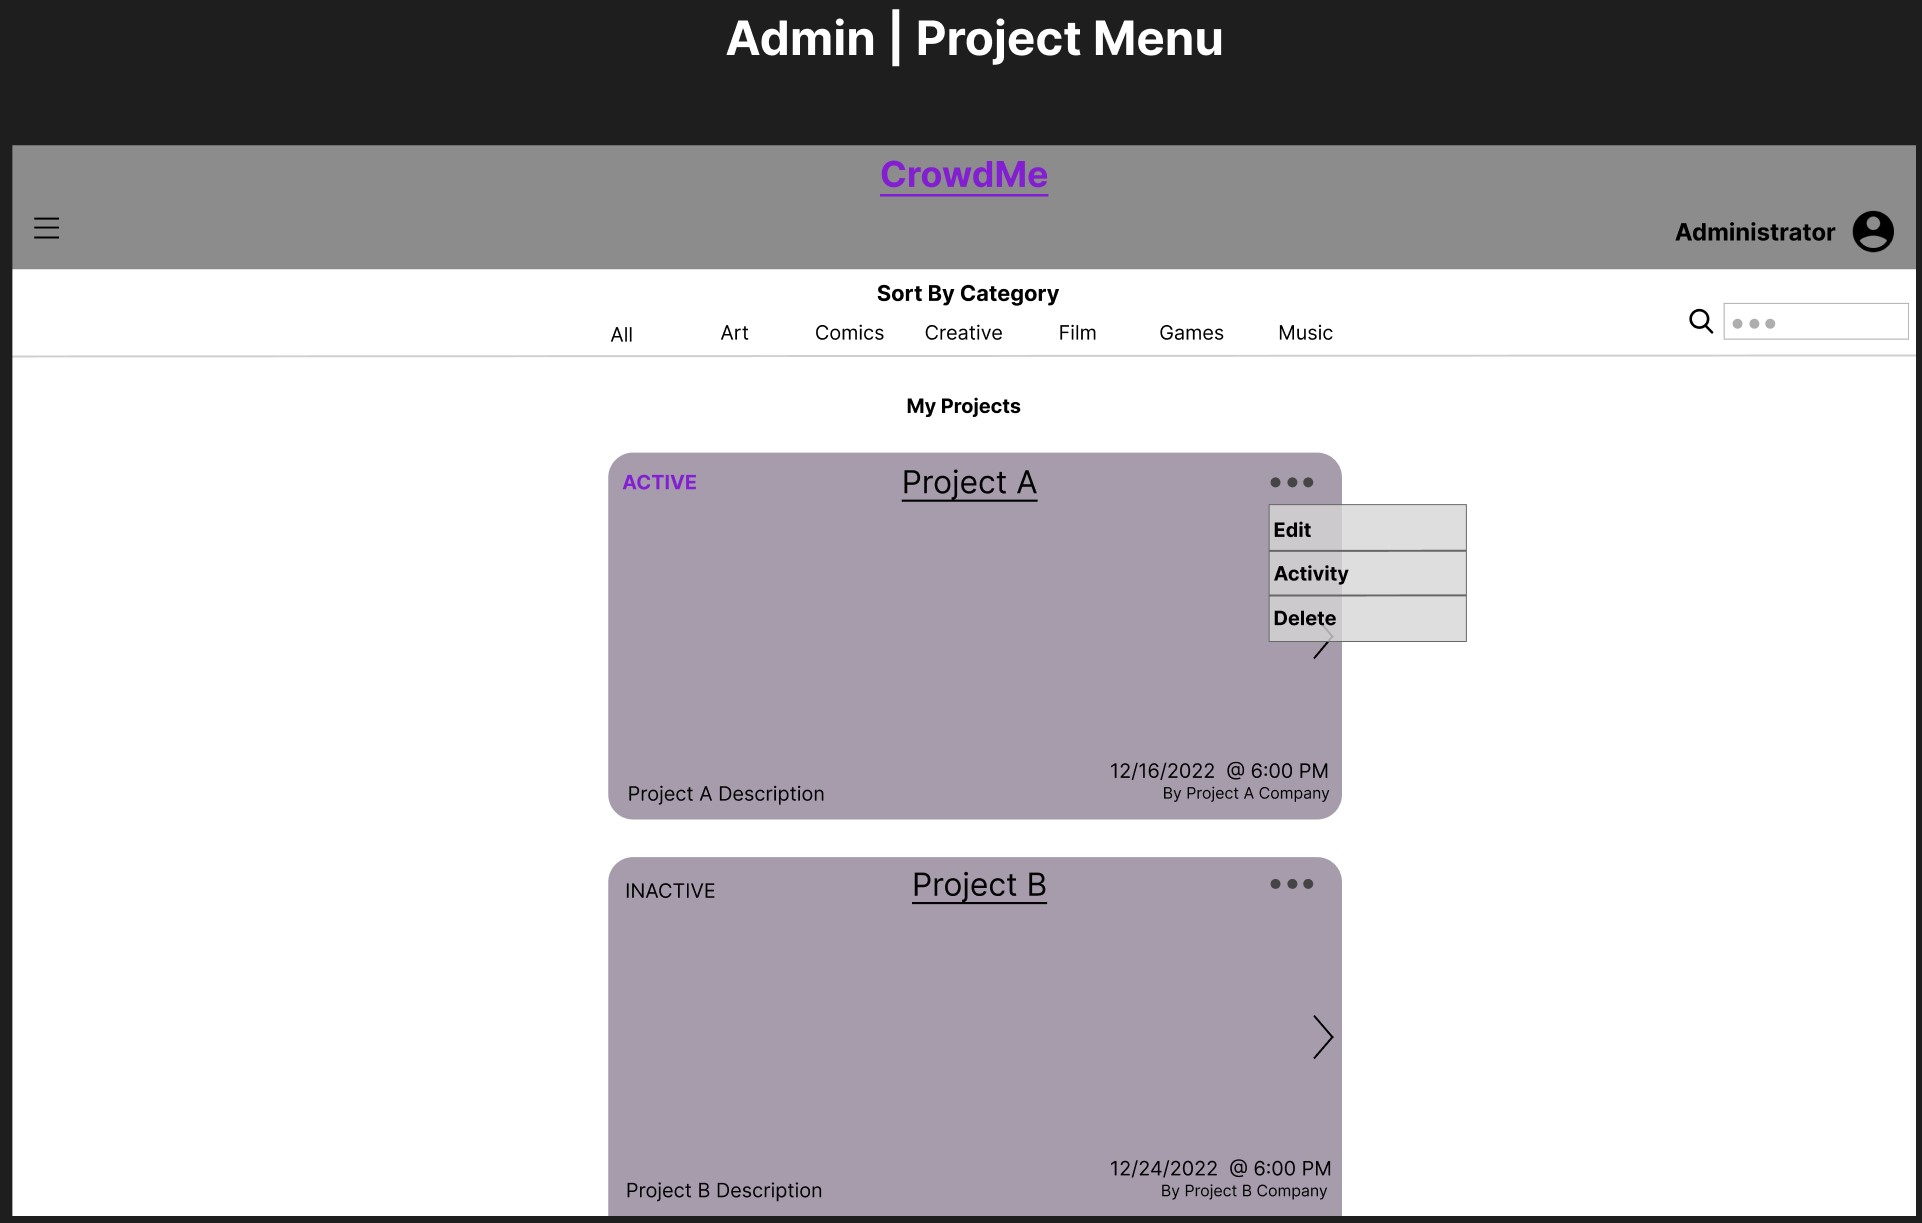 Admin | Project Menu
CrowdMe
Administrator
Sort By Category
All Art Comics Creative Film Games Music
My Projects
ACTIVE Project A
Edit
Activity
Delete
12/16/2022 @ 6:00 PM
Project A Description By Project A Company
INACTIVE Project B
12/24/2022 @ 6:00 PM
Project B Description By Project B Company